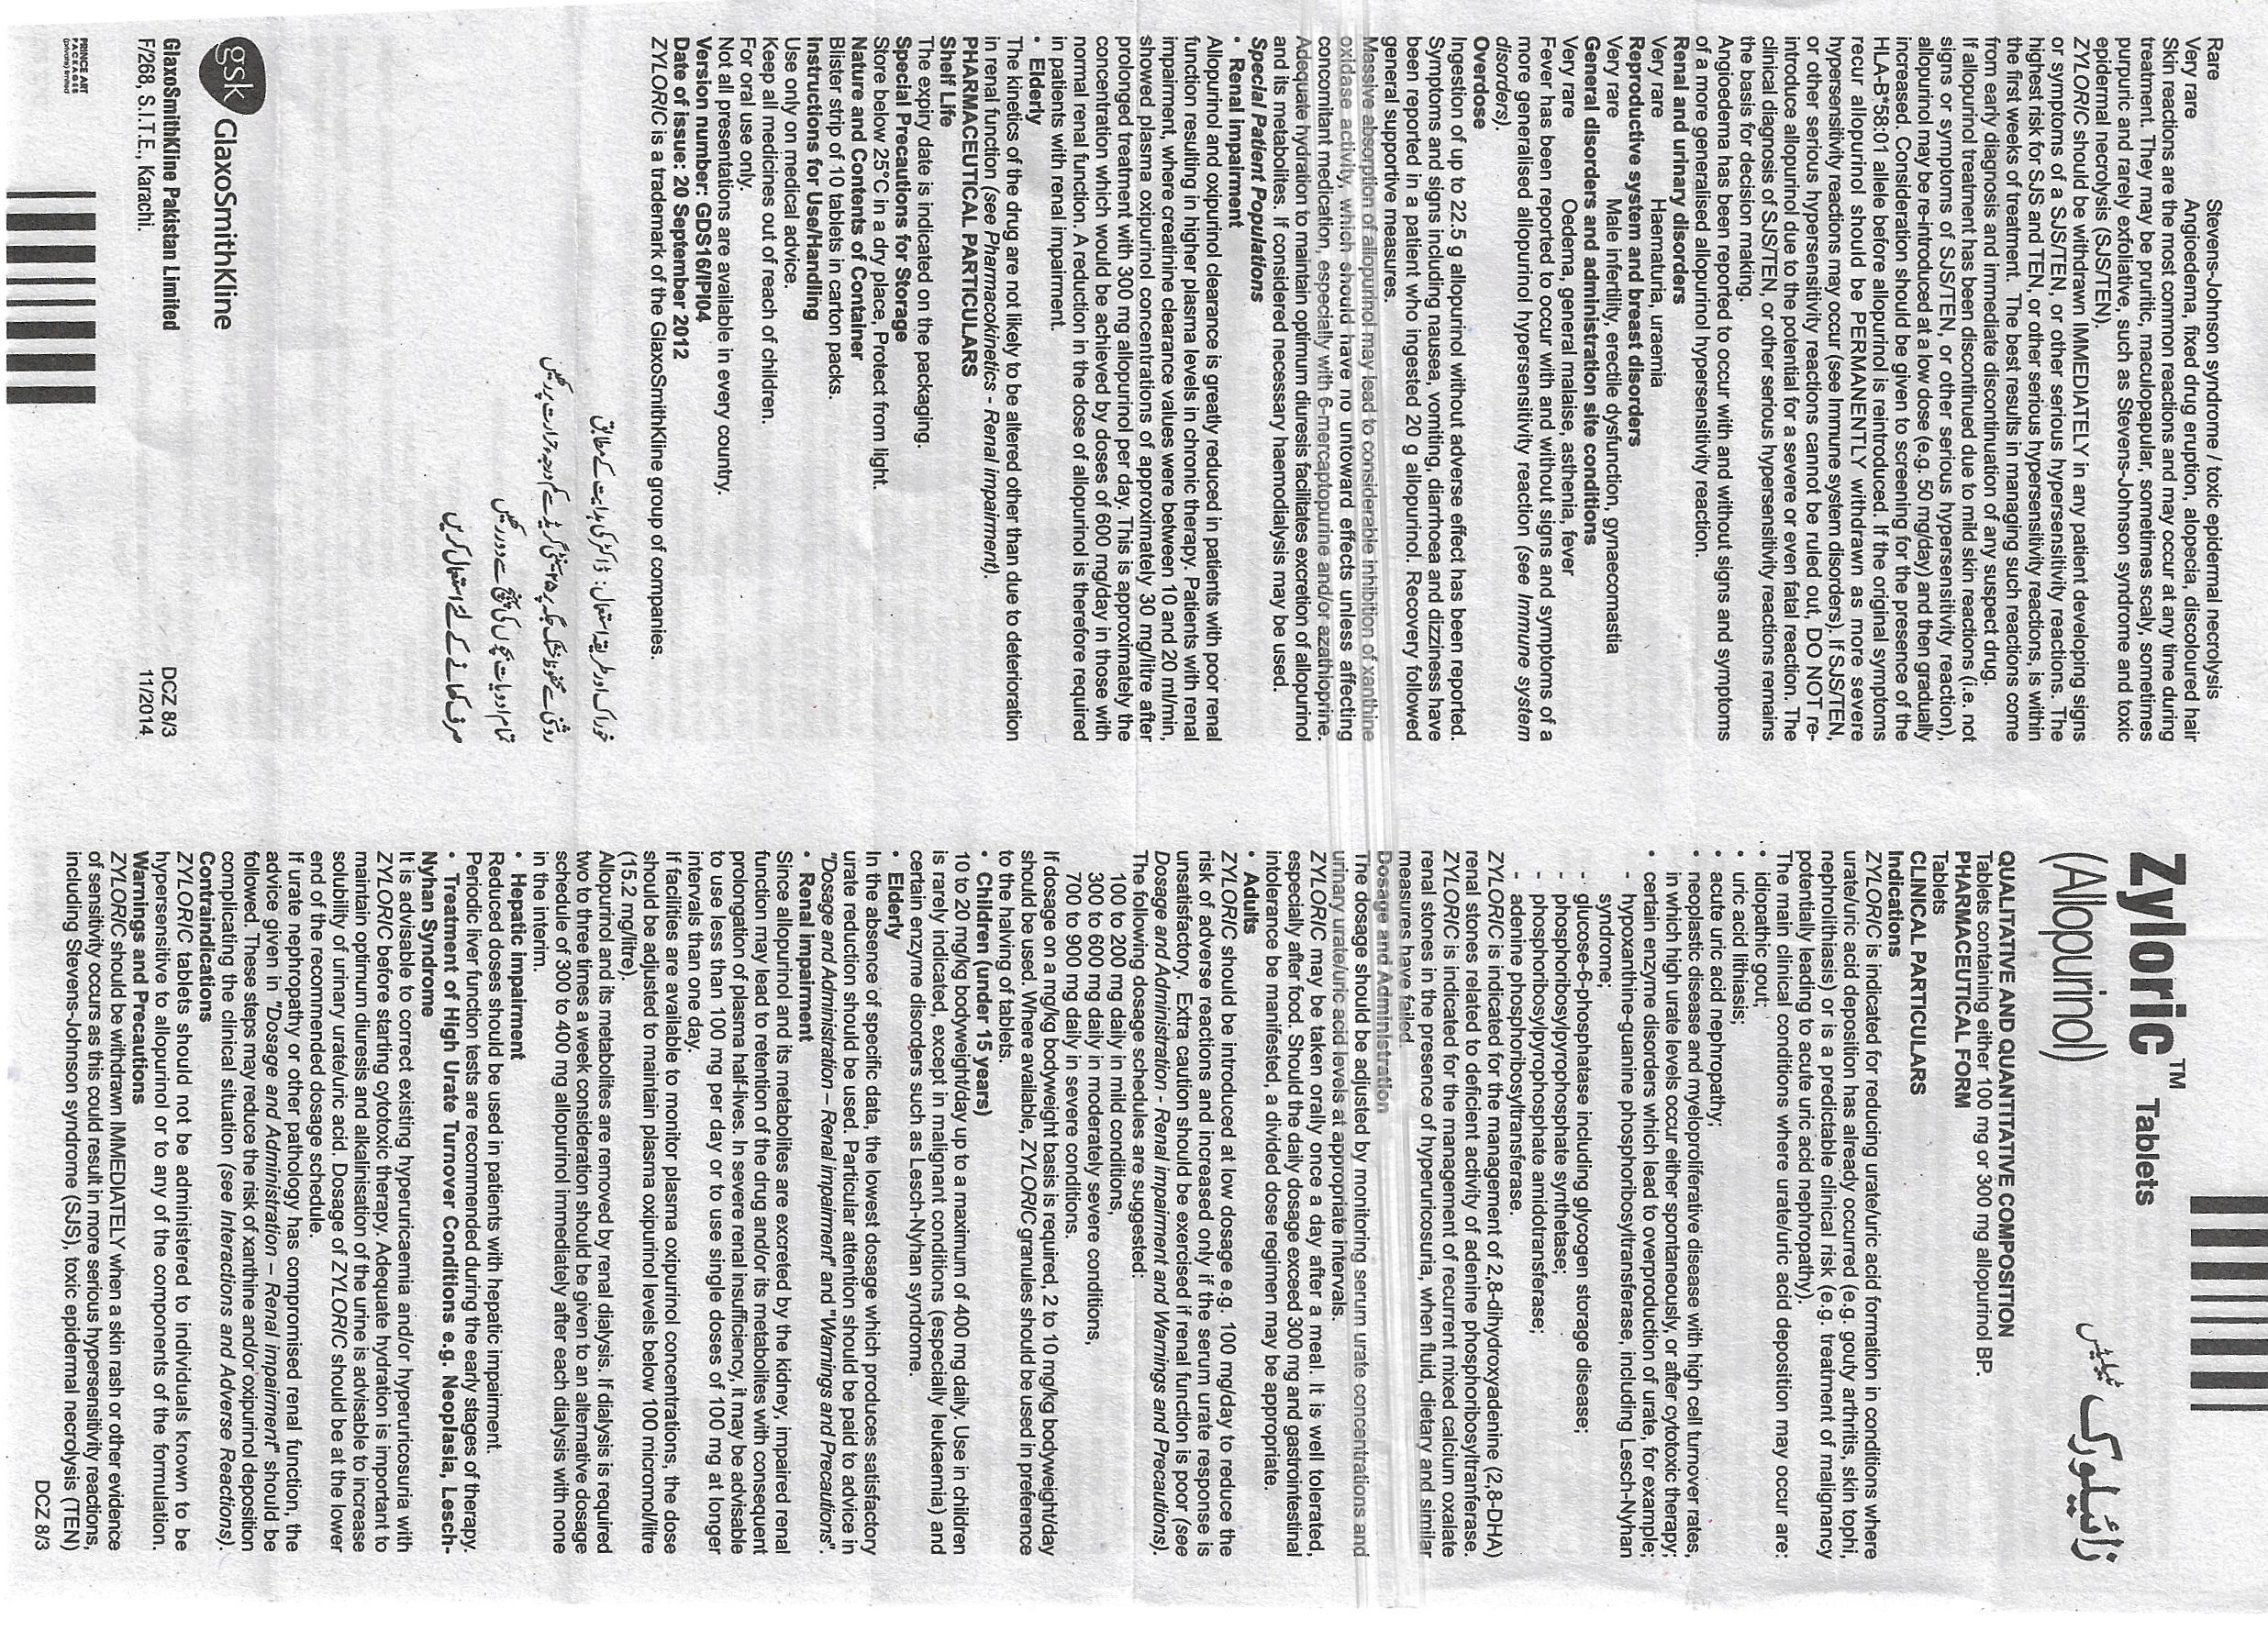 Rare Stevens-Johnson syndrome / toxic epidermal necrolysis
Very rare Angioedema, fixed drug eruption, alopecia, discoloured hair
Skin reactions are the most common reactions and may occur at any time during
treatment. They may be pruritic, maculopapular, sometimes scaly, sometimes
purpuric and rarely exfoliative, such as Stevens-Johnson syndrome and toxic
epidermal necrolysis (SJS/TEN).
ZYLORIC should be withdrawn IMMEDIATELY in any patient developing signs
or symptoms of a SJS/TEN, or other serious hypersensitivity reactions. The
highest risk for SJS and TEN, or other serious hypersensitivity reactions, is within
the first weeks of treatment. The best results in managing such reactions come
from early diagnosis and immediate discontinuation of any suspect drug.
If allopurinol treatment has been discontinued due to mild skin reactions (i.e. not
signs or symptoms of SJS/TEN, or other serious hypersensitivity reaction),
allopurinol may be re-introduced at a low dose (e.g. 50 mg/day) and then gradually
increased. Consideration should be given to screening for the presence of the
HLA-B*58:01 allele before allopurinol is reintroduced. If the original symptoms
recur allopurinol should be PERMANENTLY withdrawn as more severe
hypersensitivity reactions may occur (see Immune system disorders). If SJS/TEN,
or other serious hypersensitivity reactions cannot be ruled out, DO NOT re-
introduce allopurinol due to the potential for a severe or even fatal reaction. The
clinical diagnosis of SJS/TEN, or other serious hypersensitivity reactions remains
the basis for decision making.
Angioedema has been reported to occur with and without signs and symptoms
of a more generalised allopurinol hypersensitivity reaction.
Renal and urinary disorders
Very rare Haematuria, uraemia
Reproductive system and breast disorders
Very rare Male infertility, erectile dysfunction, gynaecomastia
General disorders and administration site conditions
Very rare Oedema, general malaise, asthenia, fever
Fever has been reported to occur with and without signs and symptoms of a
more generalised allopurinol hypersensitivity reaction (see Immune system
disorders).
Overdose
Ingestion of up to 22.5 g allopurinol without adverse effect has been reported.
Symptoms and signs including nausea, vomiting, diarrhoea and dizziness have
been reported in a patient who ingested 20 g allopurinol. Recovery followed
general supportive measures.
Massive absorption of allopurinol may lead to considerable inhibition of xanthine
oxidase activity, which should have no untoward effects unless affecting
concomitant medication, especially with 6-mercaptopurine and/or azathioprine.
Adequate hydration to maintain optimum diuresis facilitates excretion of allopurinol
and its metabolites. If considered necessary haemodialysis may be used.
Special Patient Populations
• Renal impairment
Allopurinol and oxipurinol clearance is greatly reduced in patients with poor renal
function resulting in higher plasma levels in chronic therapy. Patients with renal
impairment, where creatinine clearance values were between 10 and 20 ml/min,
showed plasma oxipurinol concentrations of approximately 30 mg/litre after
prolonged treatment with 300 mg allopurinol per day. This is approximately the
concentration which would be achieved by doses of 600 mg/day in those with
normal renal function. A reduction in the dose of allopurinol is therefore required
in patients with renal impairment.
• Elderly
The kinetics of the drug are not likely to be altered other than due to deterioration
in renal function (see Pharmacokinetics - Renal impairment).
PHARMACEUTICAL PARTICULARS
Shelf Life
The expiry date is indicated on the packaging.
Special Precautions for Storage
Store below 25°C in a dry place, Protect from light.
Nature and Contents of Container
Blister strip of 10 tablets in carton packs.
Instructions for Use/Handling
Use only on medical advice.
Keep all medicines out of reach of children.
For oral use only.
Not all presentations are available in every country.
Version number: GDS16/IPI04
Date of issue: 20 September 2012
ZYLORIC is a trademark of the GlaxoSmithKline group of companies.
خوراک اور طریقہ استعمال: ڈاکٹر کی ہدایت کے مطابق
روشنی سے محفوظ خشک جگہ پر ۲۵ سینٹی گریڈ سے کم درجہ حرارت پر رکھیں
تمام ادویات بچوں کی پہنچ سے دور رکھیں
صرف کھانے کے لئے استعمال کریں
gsk GlaxoSmithKline
GlaxoSmithKline Pakistan Limited DCZ 8/3
F/268, S.I.T.E., Karachi. 11/2014
PRINCE ART
PACKAGES
(private) limited
Zyloric™ Tablets
(Allopurinol)
زائیلورک ٹیبلیٹس
QUALITATIVE AND QUANTITATIVE COMPOSITION
Tablets containing either 100 mg or 300 mg allopurinol BP.
PHARMACEUTICAL FORM
Tablets
CLINICAL PARTICULARS
Indications
ZYLORIC is indicated for reducing urate/uric acid formation in conditions where
urate/uric acid deposition has already occurred (e.g. gouty arthritis, skin tophi,
nephrolithiasis) or is a predictable clinical risk (e.g. treatment of malignancy
potentially leading to acute uric acid nephropathy).
The main clinical conditions where urate/uric acid deposition may occur are:
• idiopathic gout;
• uric acid lithiasis;
• acute uric acid nephropathy;
• neoplastic disease and myeloproliferative disease with high cell turnover rates,
in which high urate levels occur either spontaneously, or after cytotoxic therapy;
• certain enzyme disorders which lead to overproduction of urate, for example;
- hypoxanthine-guanine phosphoribosyltransferase, including Lesch-Nyhan
syndrome;
- glucose-6-phosphatase including glycogen storage disease;
- phosphoribosylpyrophosphate synthetase;
- phosphoribosylpyrophosphate amidotransferase;
- adenine phosphoribosyltransferase.
ZYLORIC is indicated for the management of 2,8-dihydroxyadenine (2,8-DHA)
renal stones related to deficient activity of adenine phosphoribosyltranferase.
ZYLORIC is indicated for the management of recurrent mixed calcium oxalate
renal stones in the presence of hyperuricosuria, when fluid, dietary and similar
measures have failed.
Dosage and Administration
The dosage should be adjusted by monitoring serum urate concentrations and
urinary urate/uric acid levels at appropriate intervals.
ZYLORIC may be taken orally once a day after a meal. It is well tolerated,
especially after food. Should the daily dosage exceed 300 mg and gastrointestinal
intolerance be manifested, a divided dose regimen may be appropriate.
• Adults
ZYLORIC should be introduced at low dosage e.g. 100 mg/day to reduce the
risk of adverse reactions and increased only if the serum urate response is
unsatisfactory. Extra caution should be exercised if renal function is poor (see
Dosage and Administration - Renal impairment and Warnings and Precautions).
The following dosage schedules are suggested:
100 to 200 mg daily in mild conditions,
300 to 600 mg daily in moderately severe conditions,
700 to 900 mg daily in severe conditions.
If dosage on a mg/kg bodyweight basis is required, 2 to 10 mg/kg bodyweight/day
should be used. Where available, ZYLORIC granules should be used in preference
to the halving of tablets.
• Children (under 15 years)
10 to 20 mg/kg bodyweight/day up to a maximum of 400 mg daily. Use in children
is rarely indicated, except in malignant conditions (especially leukaemia) and
certain enzyme disorders such as Lesch-Nyhan syndrome.
• Elderly
In the absence of specific data, the lowest dosage which produces satisfactory
urate reduction should be used. Particular attention should be paid to advice in
"Dosage and Administration – Renal impairment" and "Warnings and Precautions".
• Renal impairment
Since allopurinol and its metabolites are excreted by the kidney, impaired renal
function may lead to retention of the drug and/or its metabolites with consequent
prolongation of plasma half-lives. In severe renal insufficiency, it may be advisable
to use less than 100 mg per day or to use single doses of 100 mg at longer
intervals than one day.
If facilities are available to monitor plasma oxipurinol concentrations, the dose
should be adjusted to maintain plasma oxipurinol levels below 100 micromol/litre
(15.2 mg/litre).
Allopurinol and its metabolites are removed by renal dialysis. If dialysis is required
two to three times a week consideration should be given to an alternative dosage
schedule of 300 to 400 mg allopurinol immediately after each dialysis with none
in the interim.
• Hepatic impairment
Reduced doses should be used in patients with hepatic impairment.
Periodic liver function tests are recommended during the early stages of therapy.
• Treatment of High Urate Turnover Conditions e.g. Neoplasia, Lesch-
Nyhan Syndrome
It is advisable to correct existing hyperuricaemia and/or hyperuricosuria with
ZYLORIC before starting cytotoxic therapy. Adequate hydration is important to
maintain optimum diuresis and alkalinisation of the urine is advisable to increase
solubility of urinary urate/uric acid. Dosage of ZYLORIC should be at the lower
end of the recommended dosage schedule.
If urate nephropathy or other pathology has compromised renal function, the
advice given in "Dosage and Administration – Renal impairment" should be
followed. These steps may reduce the risk of xanthine and/or oxipurinol deposition
complicating the clinical situation (see Interactions and Adverse Reactions).
Contraindications
ZYLORIC tablets should not be administered to individuals known to be
hypersensitive to allopurinol or to any of the components of the formulation.
Warnings and Precautions
ZYLORIC should be withdrawn IMMEDIATELY when a skin rash or other evidence
of sensitivity occurs as this could result in more serious hypersensitivity reactions,
including Stevens-Johnson syndrome (SJS), toxic epidermal necrolysis (TEN)
DCZ 8/3